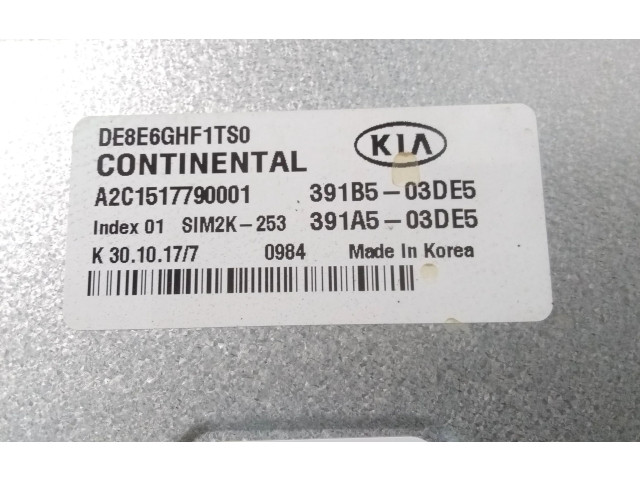 DE8E6GHF1TS0
KIA
CONTINENTAL
A2C1517790001 391B5-03DE5
Index 01 SIM2K-253 391A5-03DE5
K 30.10.17/7 0984 Made In Korea